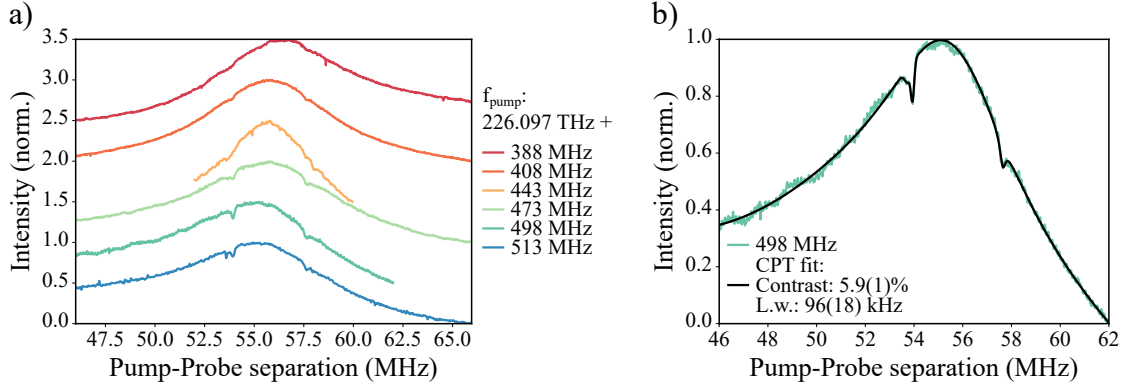 a)
Intensity (norm.)
3.5
3.0
2.5
2.0
1.5
1.0
0.5
0.0
47.5 50.0 52.5 55.0 57.5 60.0 62.5 65.0
Pump-Probe separation (MHz)
f_pump:
226.097 THz +
388 MHz
408 MHz
443 MHz
473 MHz
498 MHz
513 MHz
b)
Intensity (norm.)
1.0
0.8
0.6
0.4
0.2
0.0
498 MHz
CPT fit:
Contrast: 5.9(1)%
L.w.: 96(18) kHz
46 48 50 52 54 56 58 60 62
Pump-Probe separation (MHz)